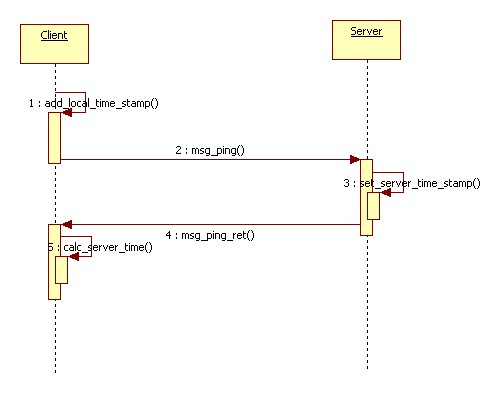 Client
Server
1 : add_local_time_stamp()
2 : msg_ping()
3 : set_server_time_stamp()
4 : msg_ping_ret()
5 : calc_server_time()